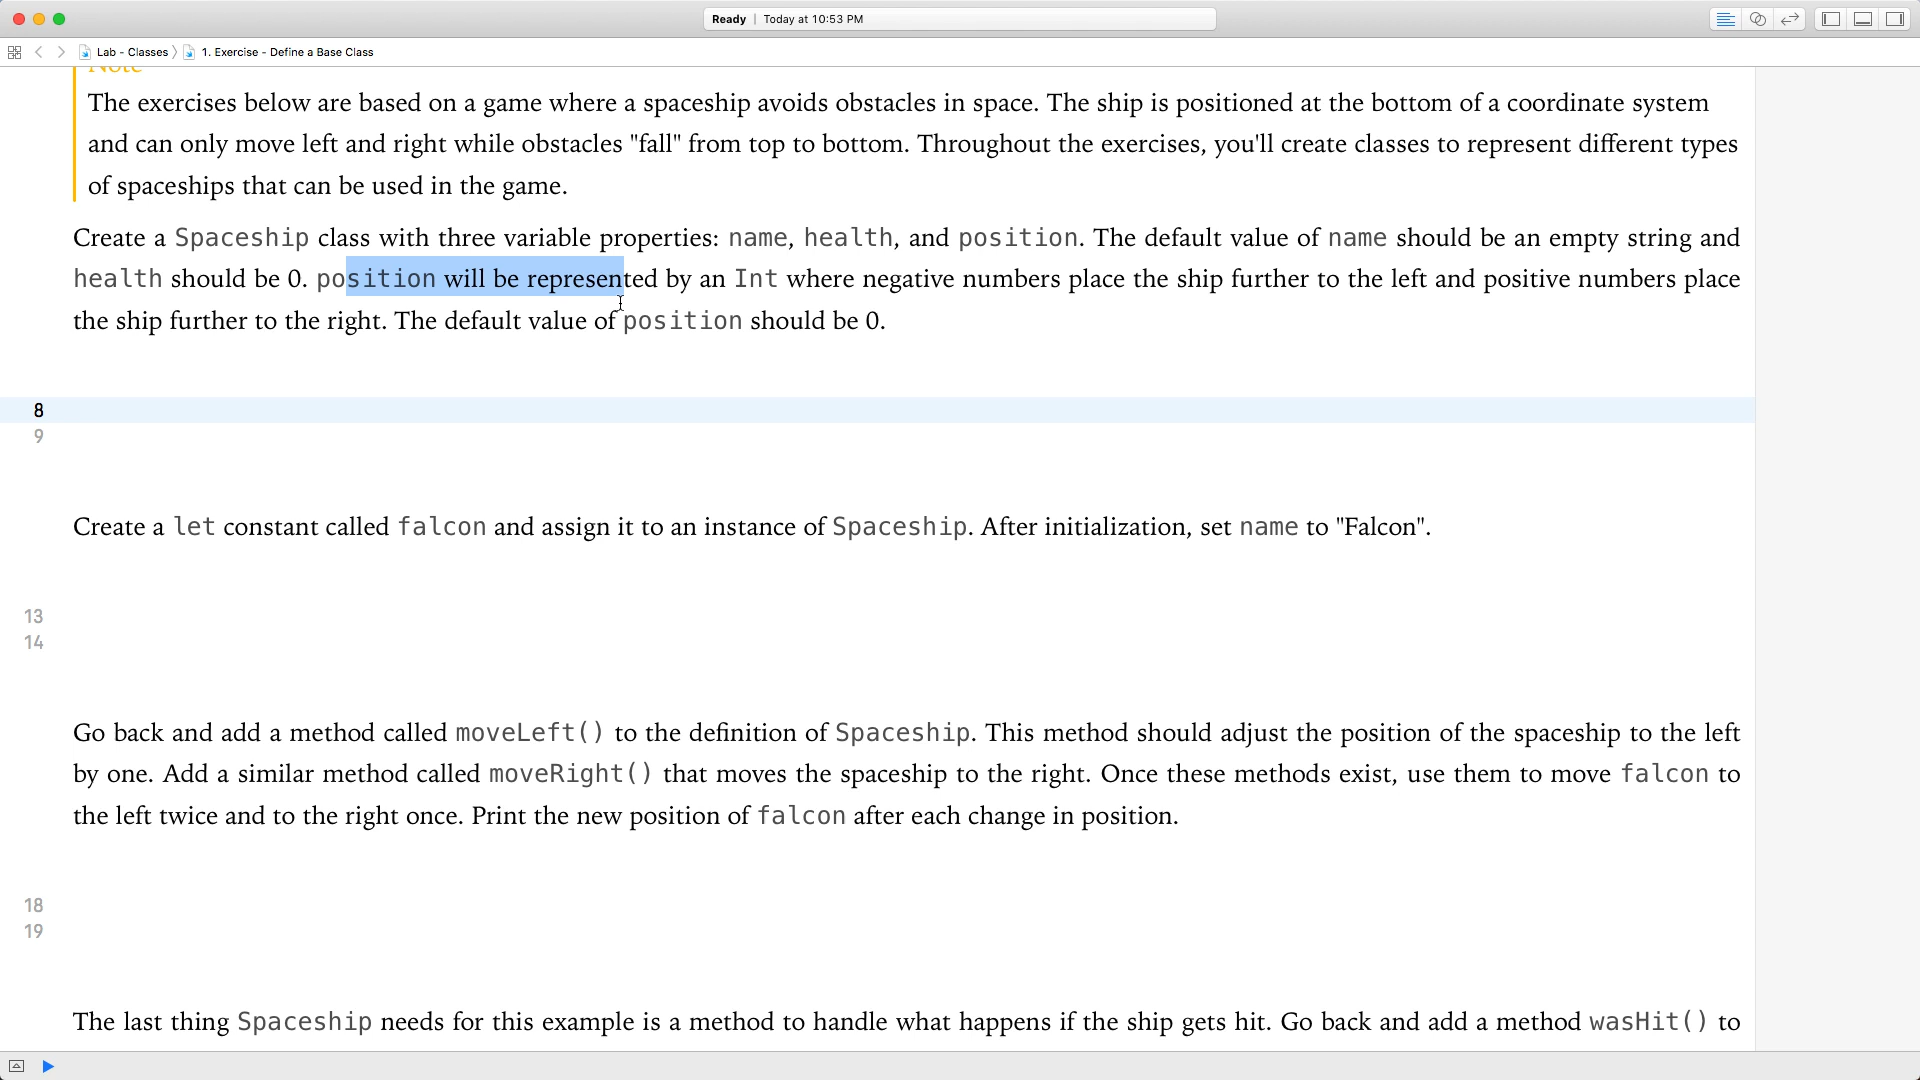 Ready | Today at 10:53 PM
Lab - Classes 〉 1. Exercise - Define a Base Class
Note
The exercises below are based on a game where a spaceship avoids obstacles in space. The ship is positioned at the bottom of a coordinate system
and can only move left and right while obstacles "fall" from top to bottom. Throughout the exercises, you'll create classes to represent different types
of spaceships that can be used in the game.
Create a Spaceship class with three variable properties: name, health, and position. The default value of name should be an empty string and
health should be 0. position will be represented by an Int where negative numbers place the ship further to the left and positive numbers place
the ship further to the right. The default value of position should be 0.
8
9
Create a let constant called falcon and assign it to an instance of Spaceship. After initialization, set name to "Falcon".
13
14
Go back and add a method called moveLeft() to the definition of Spaceship. This method should adjust the position of the spaceship to the left
by one. Add a similar method called moveRight() that moves the spaceship to the right. Once these methods exist, use them to move falcon to
the left twice and to the right once. Print the new position of falcon after each change in position.
18
19
The last thing Spaceship needs for this example is a method to handle what happens if the ship gets hit. Go back and add a method wasHit() to